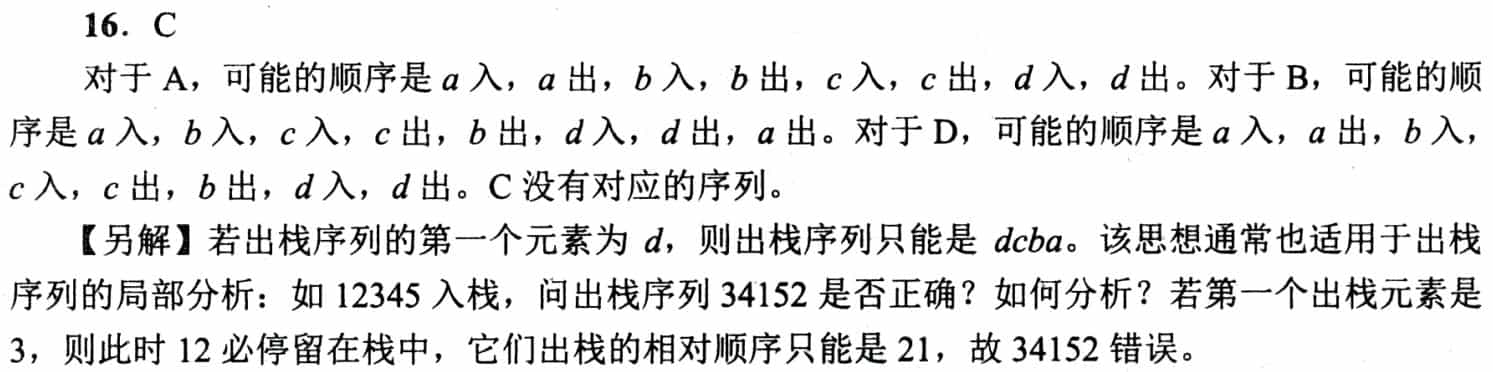 16. C
对于 A，可能的顺序是 a 入，a 出，b 入，b 出，c 入，c 出，d 入，d 出。对于 B，可能的顺
序是 a 入，b 入，c 入，c 出，b 出，d 入，d 出，a 出。对于 D，可能的顺序是 a 入，a 出，b 入，
c 入，c 出，b 出，d 入，d 出。C 没有对应的序列。
【另解】若出栈序列的第一个元素为 d，则出栈序列只能是 dcba。该思想通常也适用于出栈
序列的局部分析：如 12345 入栈，问出栈序列 34152 是否正确？如何分析？若第一个出栈元素是
3，则此时 12 必停留在栈中，它们出栈的相对顺序只能是 21，故 34152 错误。